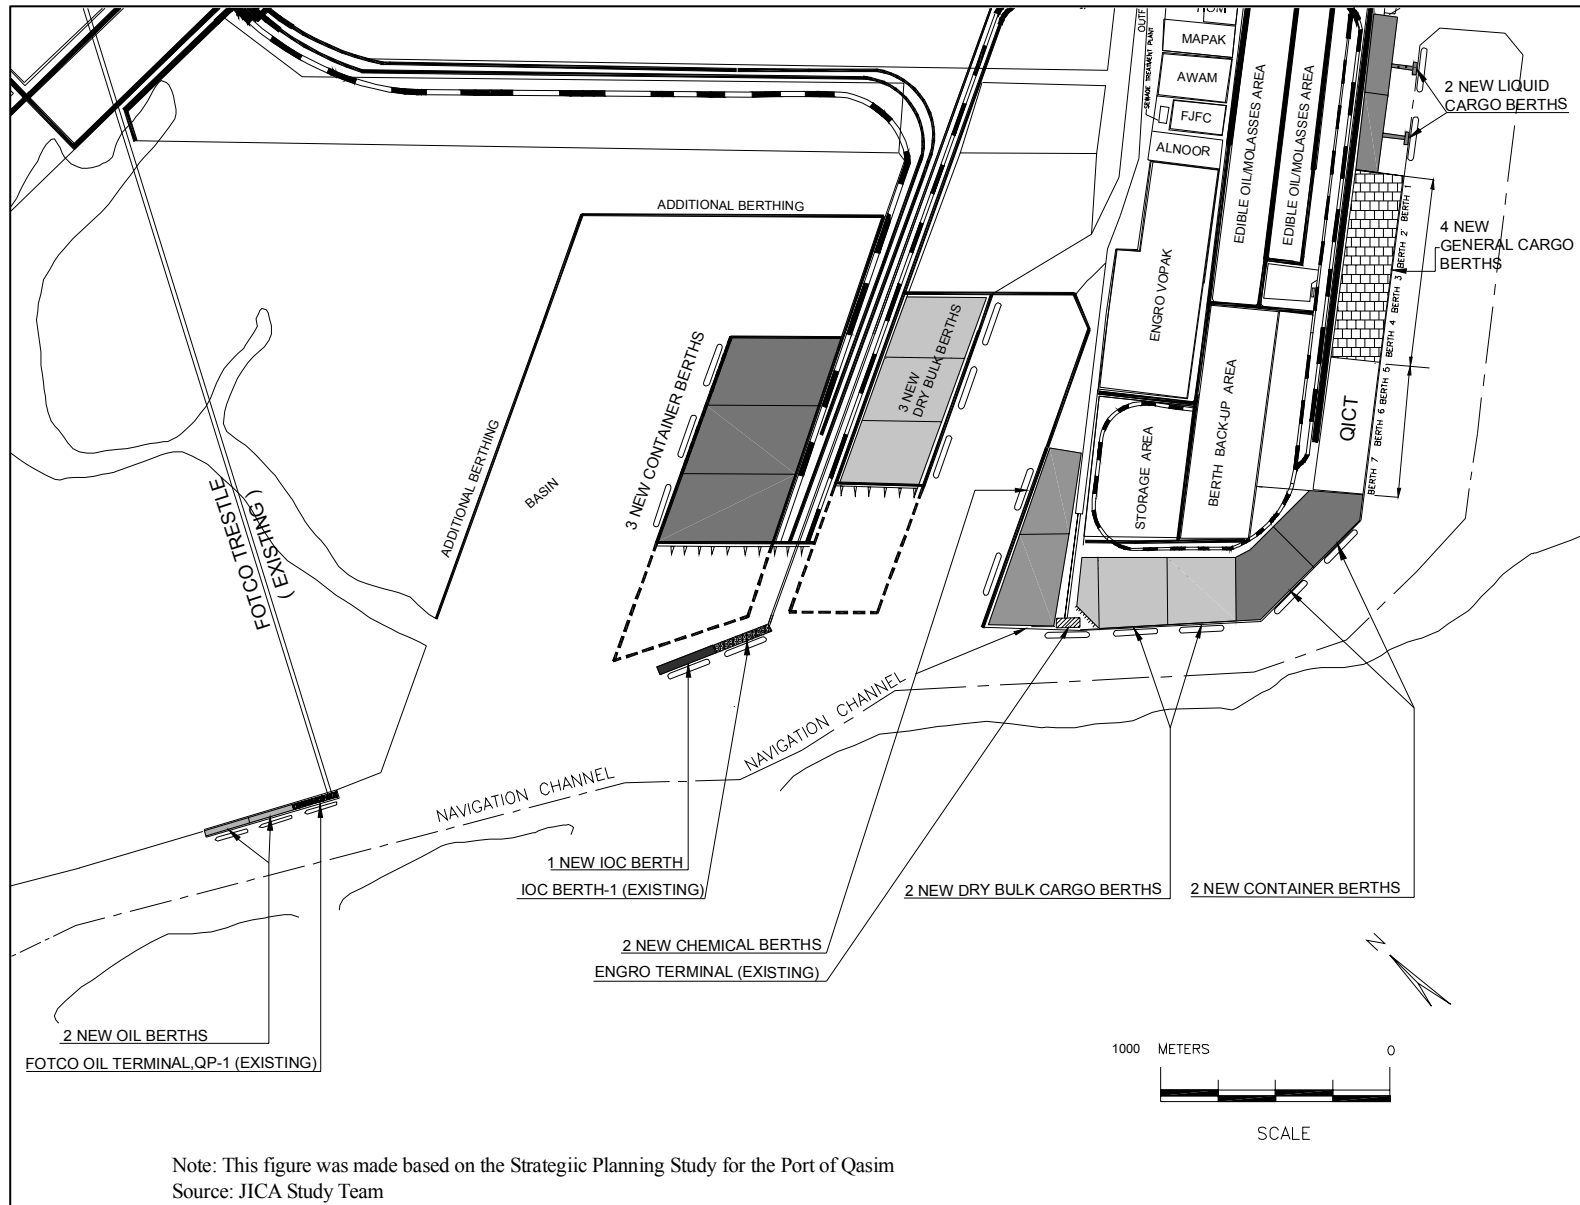 MAPAK
AWAM
FJFC
ALNOOR
SEWAGE TREATMENT PLANT
OUTF
EDIBLE OIL/MOLASSES AREA
EDIBLE OIL/MOLASSES AREA
2 NEW LIQUID
CARGO BERTHS
4 NEW
GENERAL CARGO
BERTHS
BERTH 1
BERTH 2
BERTH 3
BERTH 4
BERTH 5
BERTH 6
BERTH 7
QICT
ENGRO VOPAK
STORAGE AREA
BERTH BACK-UP AREA
ADDITIONAL BERTHING
ADDITIONAL BERTHING
BASIN
3 NEW CONTAINER BERTHS
3 NEW
DRY BULK BERTHS
FOTCO TRESTLE
( EXISTING)
NAVIGATION CHANNEL
NAVIGATION CHANNEL
1 NEW IOC BERTH
IOC BERTH-1 (EXISTING)
2 NEW DRY BULK CARGO BERTHS
2 NEW CONTAINER BERTHS
2 NEW CHEMICAL BERTHS
ENGRO TERMINAL (EXISTING)
2 NEW OIL BERTHS
FOTCO OIL TERMINAL,QP-1 (EXISTING)
N
1000 METERS 0
SCALE
Note: This figure was made based on the Strategiic Planning Study for the Port of Qasim
Source: JICA Study Team